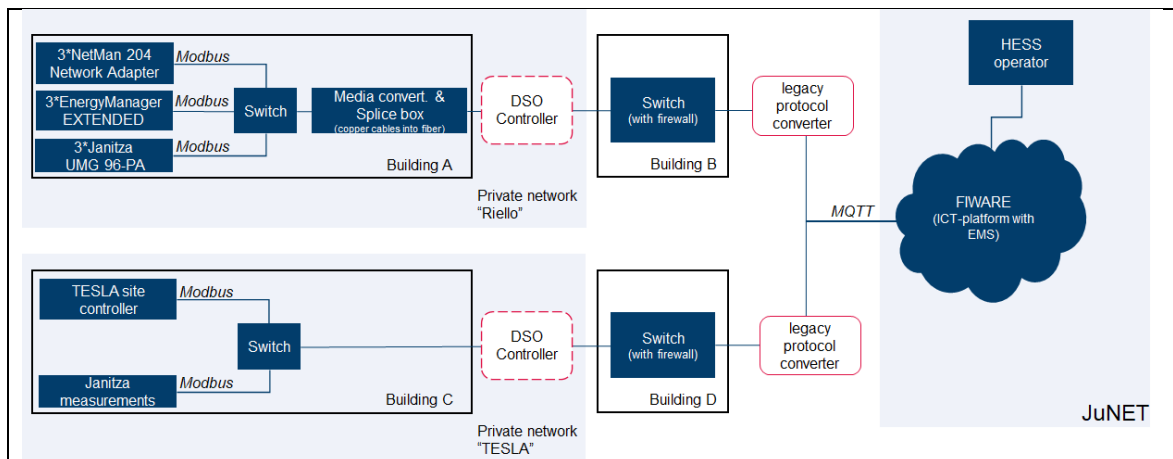 3*NetMan 204
Network Adapter
Modbus
3*EnergyManager
EXTENDED
Modbus
3*Janitza
UMG 96-PA
Modbus
Switch
Media convert. &
Splice box
(copper cables into fiber)
Building A
DSO
Controller
Private network
“Riello”
Switch
(with firewall)
Building B
legacy
protocol
converter
HESS
operator
MQTT
FIWARE
(ICT-platform with
EMS)
TESLA site
controller
Modbus
Switch
Janitza
measurements
Modbus
Building C
DSO
Controller
Private network
“TESLA”
Switch
(with firewall)
Building D
legacy
protocol
converter
JuNET